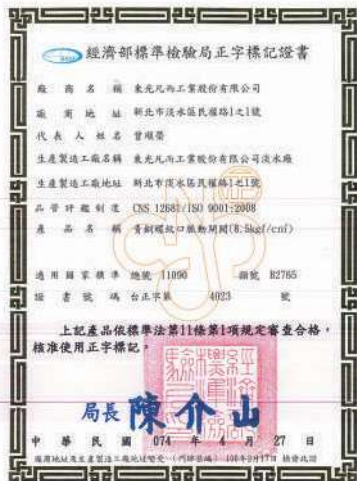 經濟部標準檢驗局正字標記證書
廠商名稱 東光凡而工業股份有限公司
廠商地址 新北市淡水區民權路1之1號
代表人姓名 曾順榮
生產製造工廠名稱 東光凡而工業股份有限公司淡水廠
生產製造工廠地址 新北市淡水區民權路1之1號
品管評鑑制度 CNS 12681/ISO 9001:2008
產品名稱 青銅螺紋口滑動閘閥(8.5kgf/cm²)
適用國家標準 總號 11090 類號 B2765
證書號碼 台正字第 4023 號
上記產品依標準法第11條第1項規定審查合格，
核准使用正字標記。
局長 陳介山
中華民國 074 年 4 月 27 日